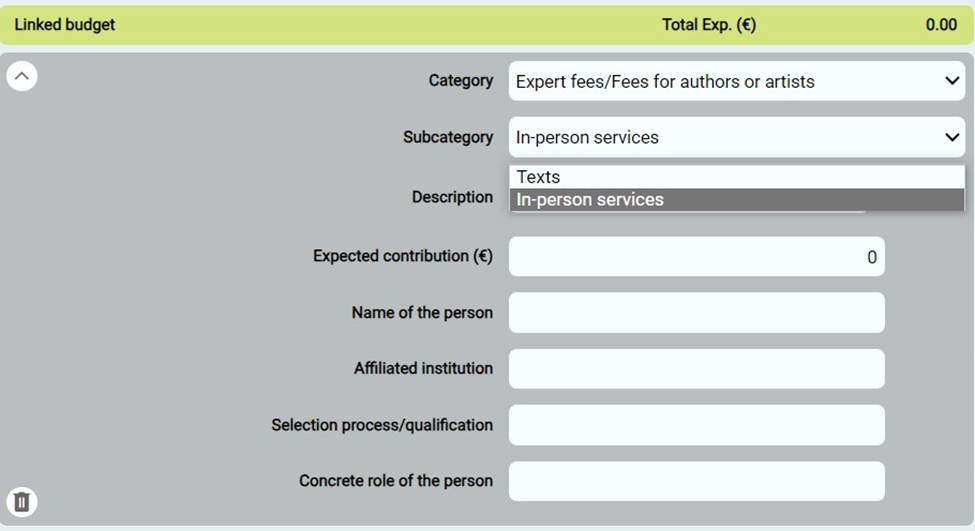 Linked budget Total Exp. (€) 0.00
Category Expert fees/Fees for authors or artists
Subcategory In-person services
Texts
Description In-person services
Expected contribution (€) 0
Name of the person
Affiliated institution
Selection process/qualification
Concrete role of the person